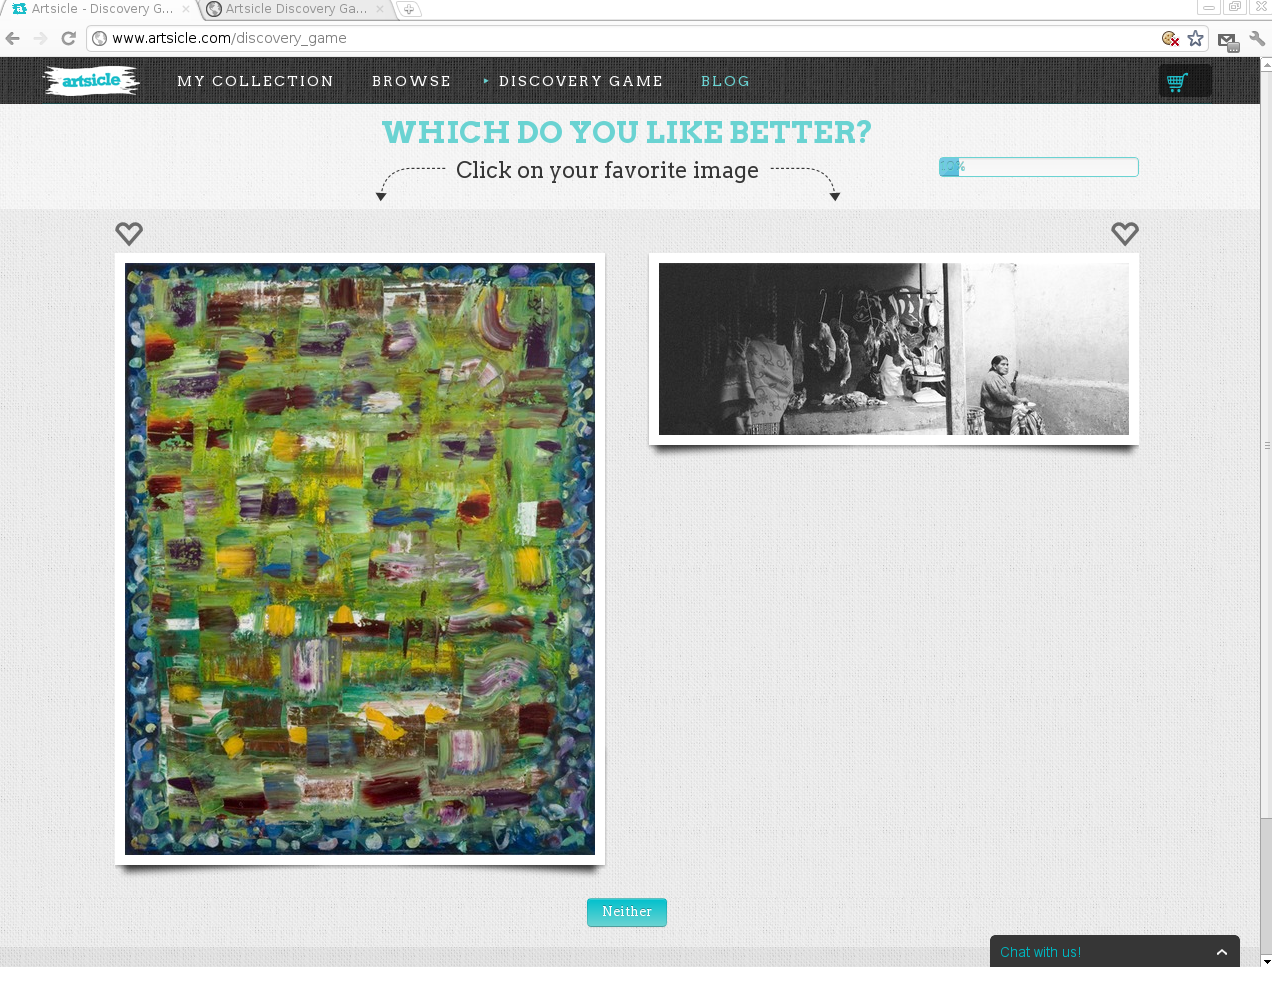 Artsicle - Discovery G...
Artsicle Discovery Ga...
www.artsicle.com/discovery_game
artsicle
MY COLLECTION
BROWSE
DISCOVERY GAME
BLOG
WHICH DO YOU LIKE BETTER?
Click on your favorite image
10%
Neither
Chat with us!